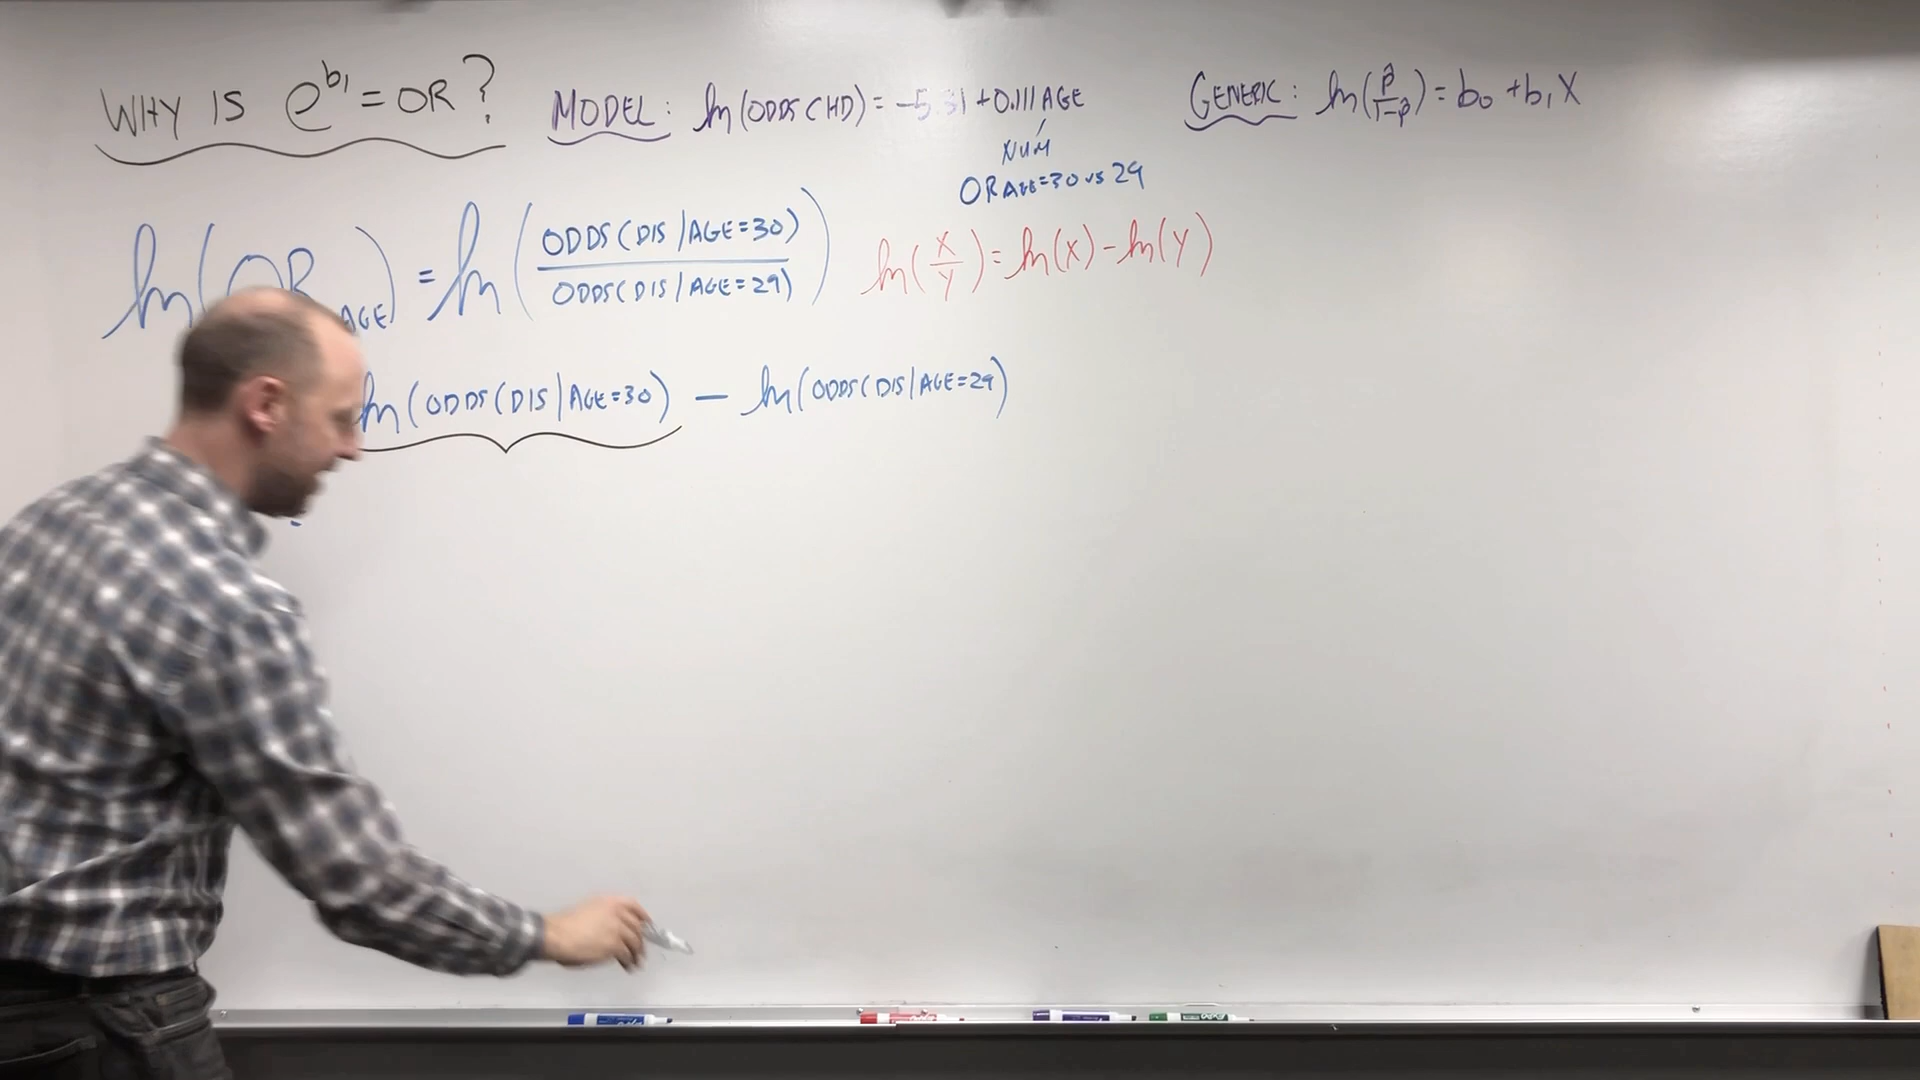 WHY IS e^b₁ = OR?
MODEL: ln(ODDS CHD) = -5.31 + 0.111 AGE
NUM
OR AGE=30 vs 29
GENERIC: ln(p̂/1-p̂) = b₀ + b₁X
ln(OR AGE) = ln(ODDS(DIS|AGE=30)/ODDS(DIS|AGE=29))
ln(X/Y) = ln(X) - ln(Y)
ln(ODDS(DIS|AGE=30) — ln(ODDS(DIS|AGE=29)
=